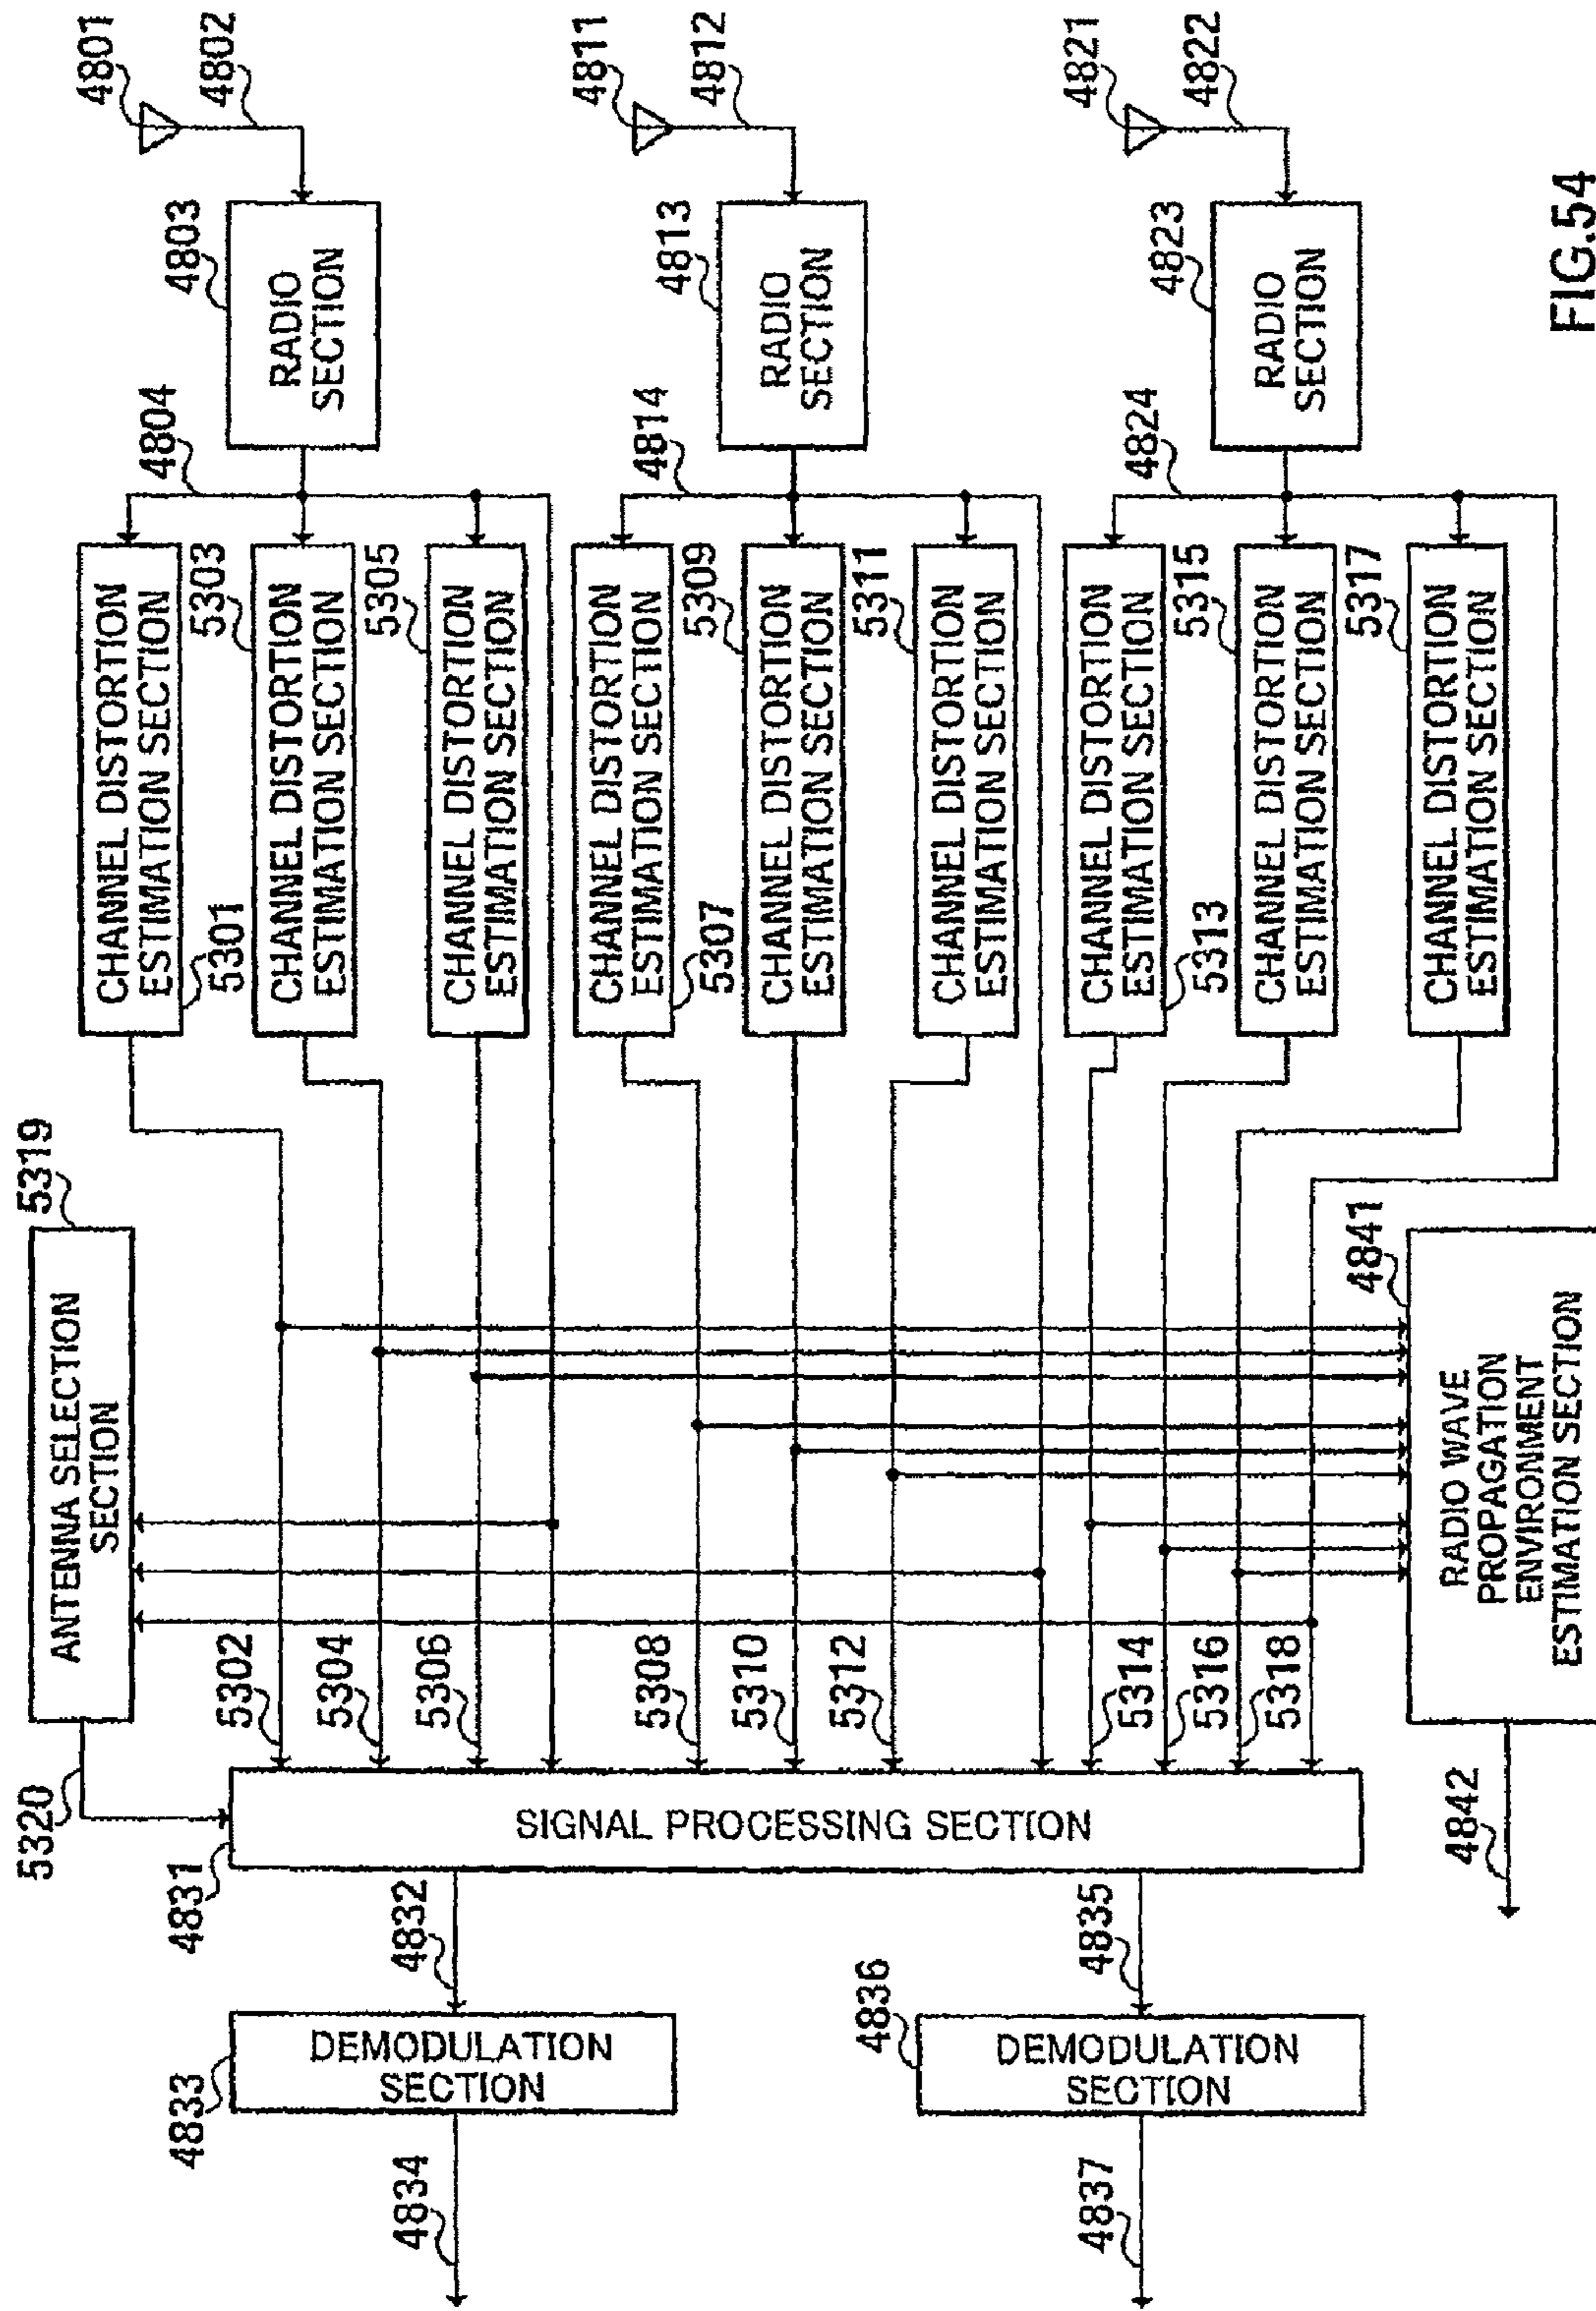 4801
4802
4803
RADIO
SECTION
4804
CHANNEL DISTORTION
ESTIMATION SECTION
5301
5303
CHANNEL DISTORTION
ESTIMATION SECTION
5305
CHANNEL DISTORTION
ESTIMATION SECTION
4811
4812
4813
RADIO
SECTION
4814
CHANNEL DISTORTION
ESTIMATION SECTION
5307
5309
CHANNEL DISTORTION
ESTIMATION SECTION
5311
CHANNEL DISTORTION
ESTIMATION SECTION
4821
4822
4823
RADIO
SECTION
4824
CHANNEL DISTORTION
ESTIMATION SECTION
5313
5315
CHANNEL DISTORTION
ESTIMATION SECTION
5317
CHANNEL DISTORTION
ESTIMATION SECTION
5319
ANTENNA SELECTION
SECTION
5320
5302
5304
5306
5308
5310
5312
5314
5316
5318
4841
RADIO WAVE
PROPAGATION
ENVIRONMENT
ESTIMATION SECTION
4842
4831
SIGNAL PROCESSING SECTION
4832
4833
DEMODULATION
SECTION
4834
4835
4836
DEMODULATION
SECTION
4837
FIG.54